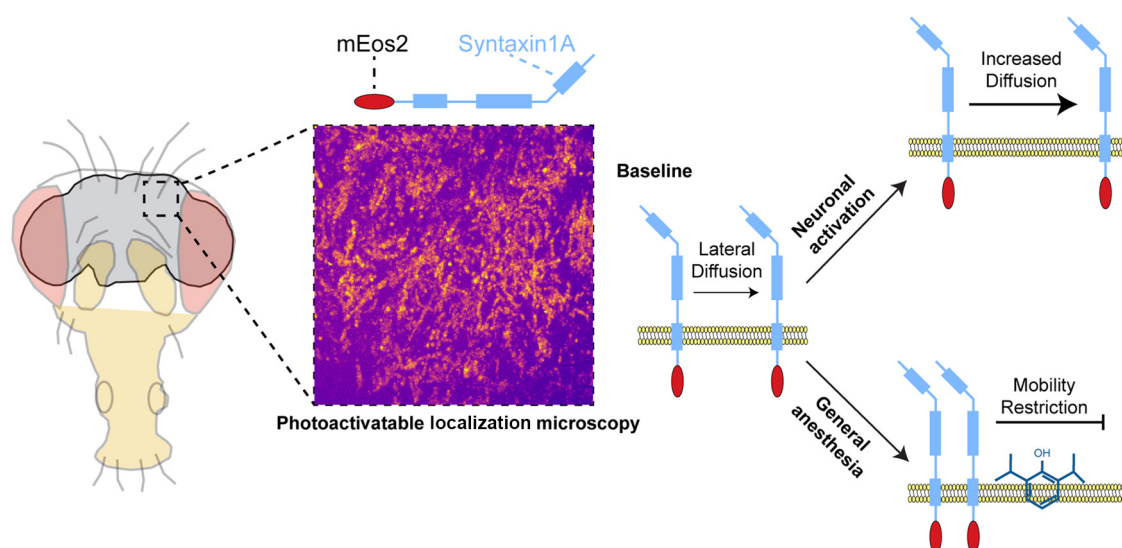 mEos2
Syntaxin1A
Photoactivatable localization microscopy
Baseline
Lateral
Diffusion
Neuronal
activation
Increased
Diffusion
General
anesthesia
Mobility
Restriction
OH